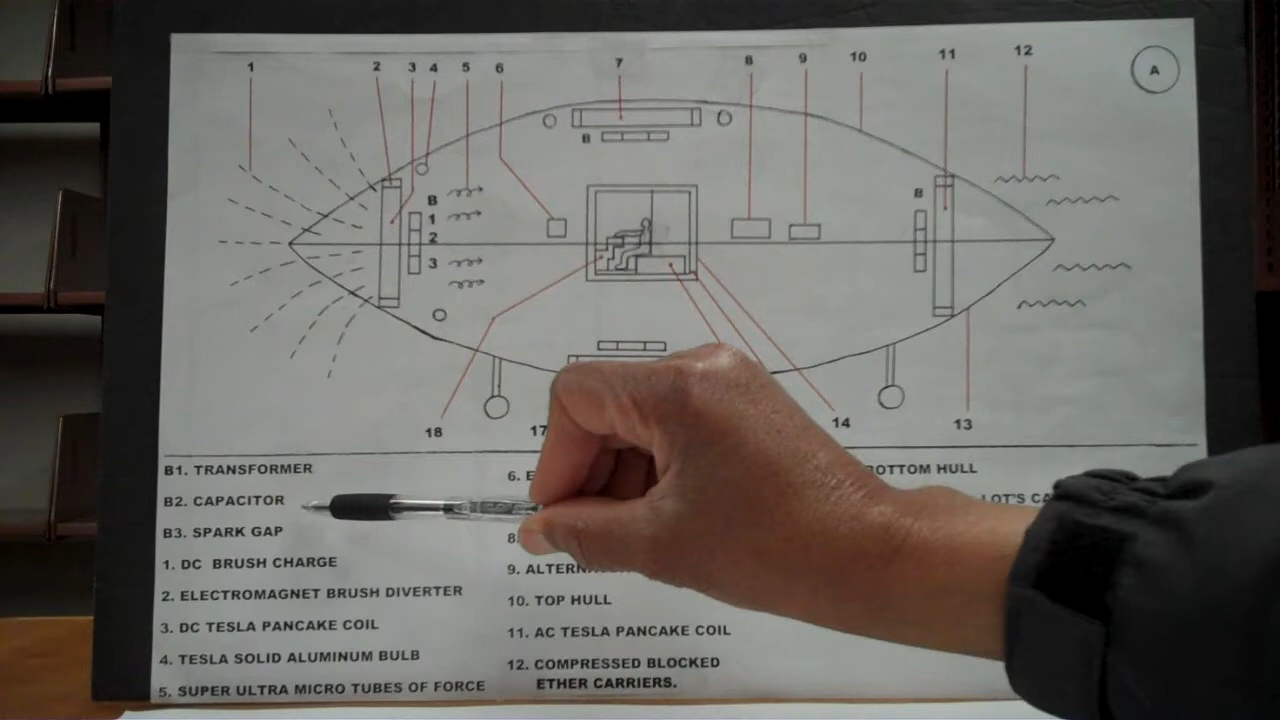 1 2 3 4 5 6 7 8 9 10 11 12
A
B
B
B
1
2
3
18 17 14 13
B1. TRANSFORMER
B2. CAPACITOR
B3. SPARK GAP
1. DC BRUSH CHARGE
2. ELECTROMAGNET BRUSH DIVERTER
3. DC TESLA PANCAKE COIL
4. TESLA SOLID ALUMINUM BULB
5. SUPER ULTRA MICRO TUBES OF FORCE
6.
8.
9.
10. TOP HULL
11. AC TESLA PANCAKE COIL
12. COMPRESSED BLOCKED
ETHER CARRIERS.
BOTTOM HULL